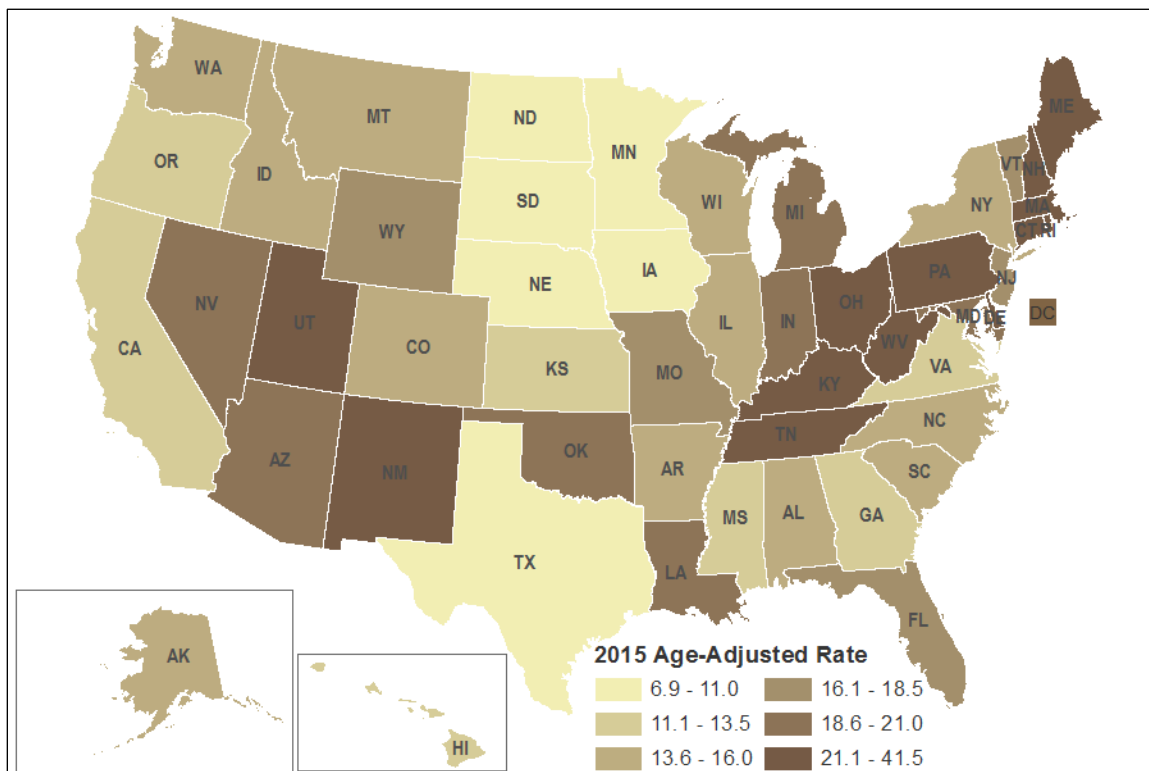 WA
MT
ND
MN
ME
OR
ID
SD
WI
MI
VT
NH
NY
MA
CT
RI
WY
NE
IA
PA
NJ
NV
UT
CO
IL
IN
OH
MD
DE
DC
CA
KS
MO
WV
VA
KY
AZ
NM
OK
AR
TN
NC
SC
MS
AL
GA
TX
LA
FL
AK
HI
2015 Age-Adjusted Rate
6.9 - 11.0
11.1 - 13.5
13.6 - 16.0
16.1 - 18.5
18.6 - 21.0
21.1 - 41.5